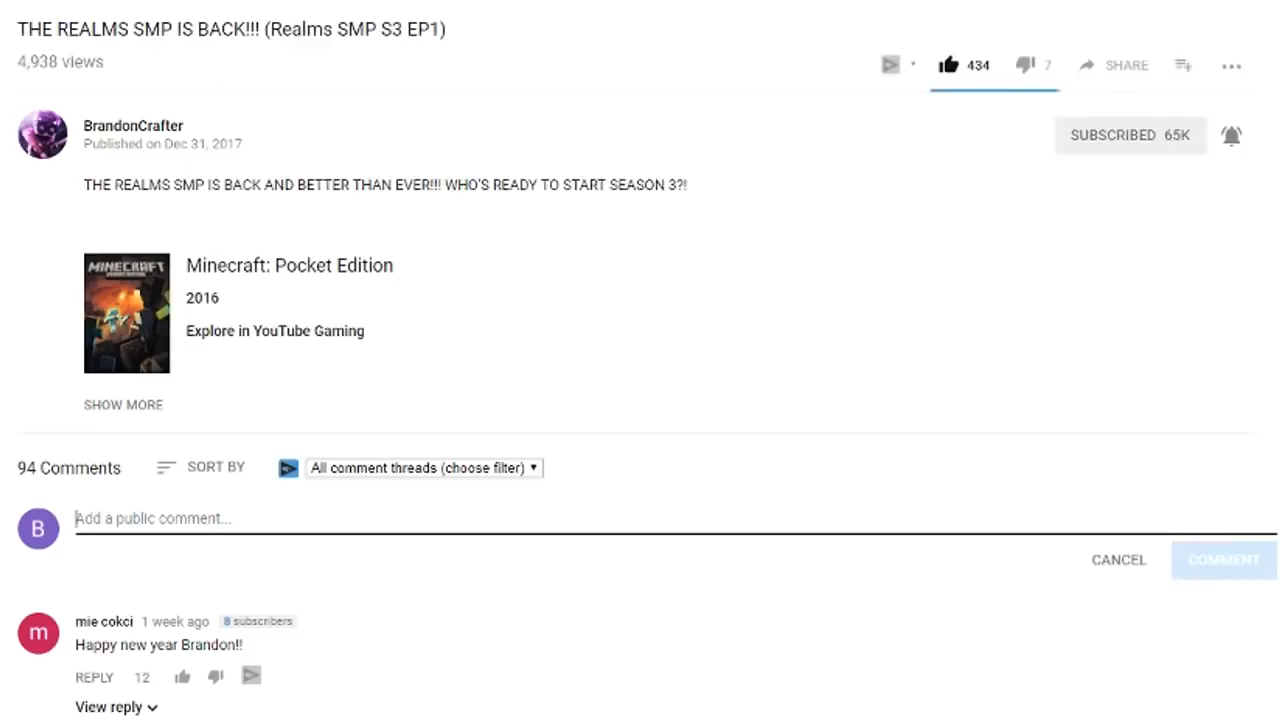 THE REALMS SMP IS BACK!!! (Realms SMP S3 EP1)
4,938 views
434 7 SHARE
BrandonCrafter
Published on Dec 31, 2017
SUBSCRIBED 65K
THE REALMS SMP IS BACK AND BETTER THAN EVER!!! WHO'S READY TO START SEASON 3?!
MINECRAFT
Minecraft: Pocket Edition
2016
Explore in YouTube Gaming
SHOW MORE
94 Comments SORT BY All comment threads (choose filter)
B
Add a public comment...
CANCEL COMMENT
m
mie cokci 1 week ago 8 subscribers
Happy new year Brandon!!
REPLY 12
View reply